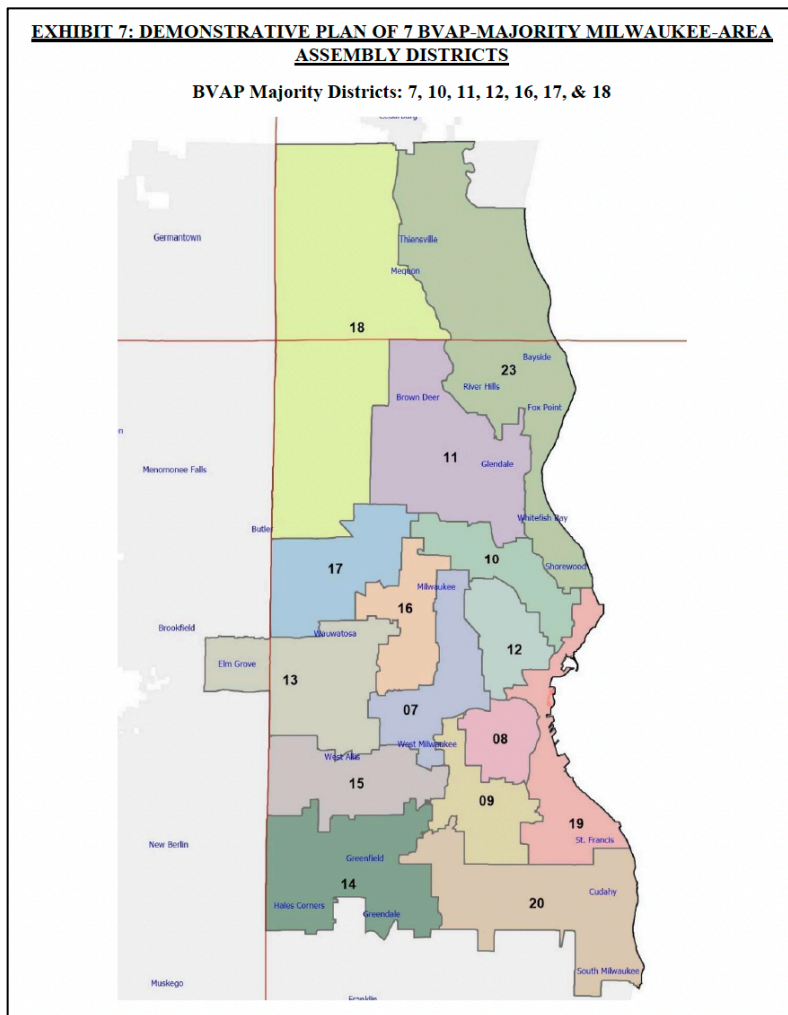 EXHIBIT 7: DEMONSTRATIVE PLAN OF 7 BVAP-MAJORITY MILWAUKEE-AREA
ASSEMBLY DISTRICTS
BVAP Majority Districts: 7, 10, 11, 12, 16, 17, & 18
Cedarburg
Germantown
Thiensville
Mequon
18
Bayside
23
River Hills
Brown Deer
Fox Point
n
11
Glendale
Menomonee Falls
Whitefish Bay
Butler
10
Shorewood
17
Milwaukee
16
Brookfield
Wauwatosa
12
Elm Grove
13
07
08
West Milwaukee
West Allis
15
09
19
St. Francis
New Berlin
Greenfield
14
Cudahy
20
Hales Corners
Greendale
South Milwaukee
Muskego
Franklin